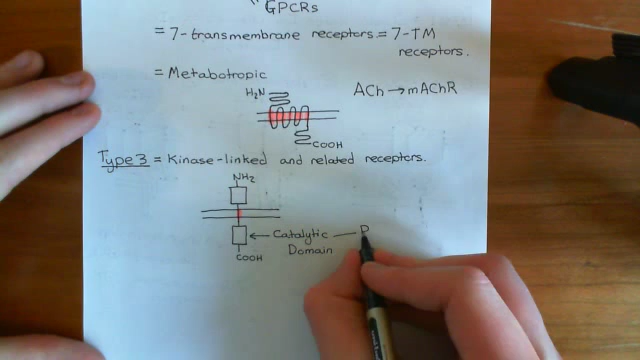 GPCRs
= 7-transmembrane receptors = 7-TM
receptors.
= Metabotropic
H₂N
ACh → mAChR
COOH
Type 3 = Kinase-linked and related receptors.
NH₂
← Catalytic — P
Domain
COOH